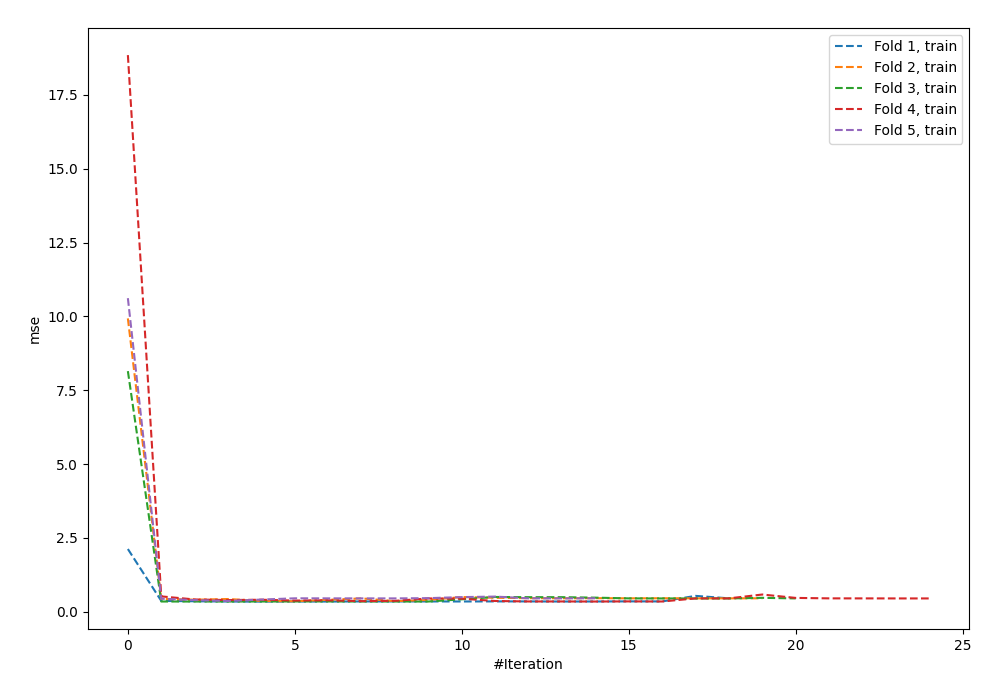 Fold 1, train
Fold 2, train
Fold 3, train
Fold 4, train
Fold 5, train
17.5
15.0
12.5
10.0
7.5
5.0
2.5
0.0
mse
0 5 10 15 20 25
#Iteration